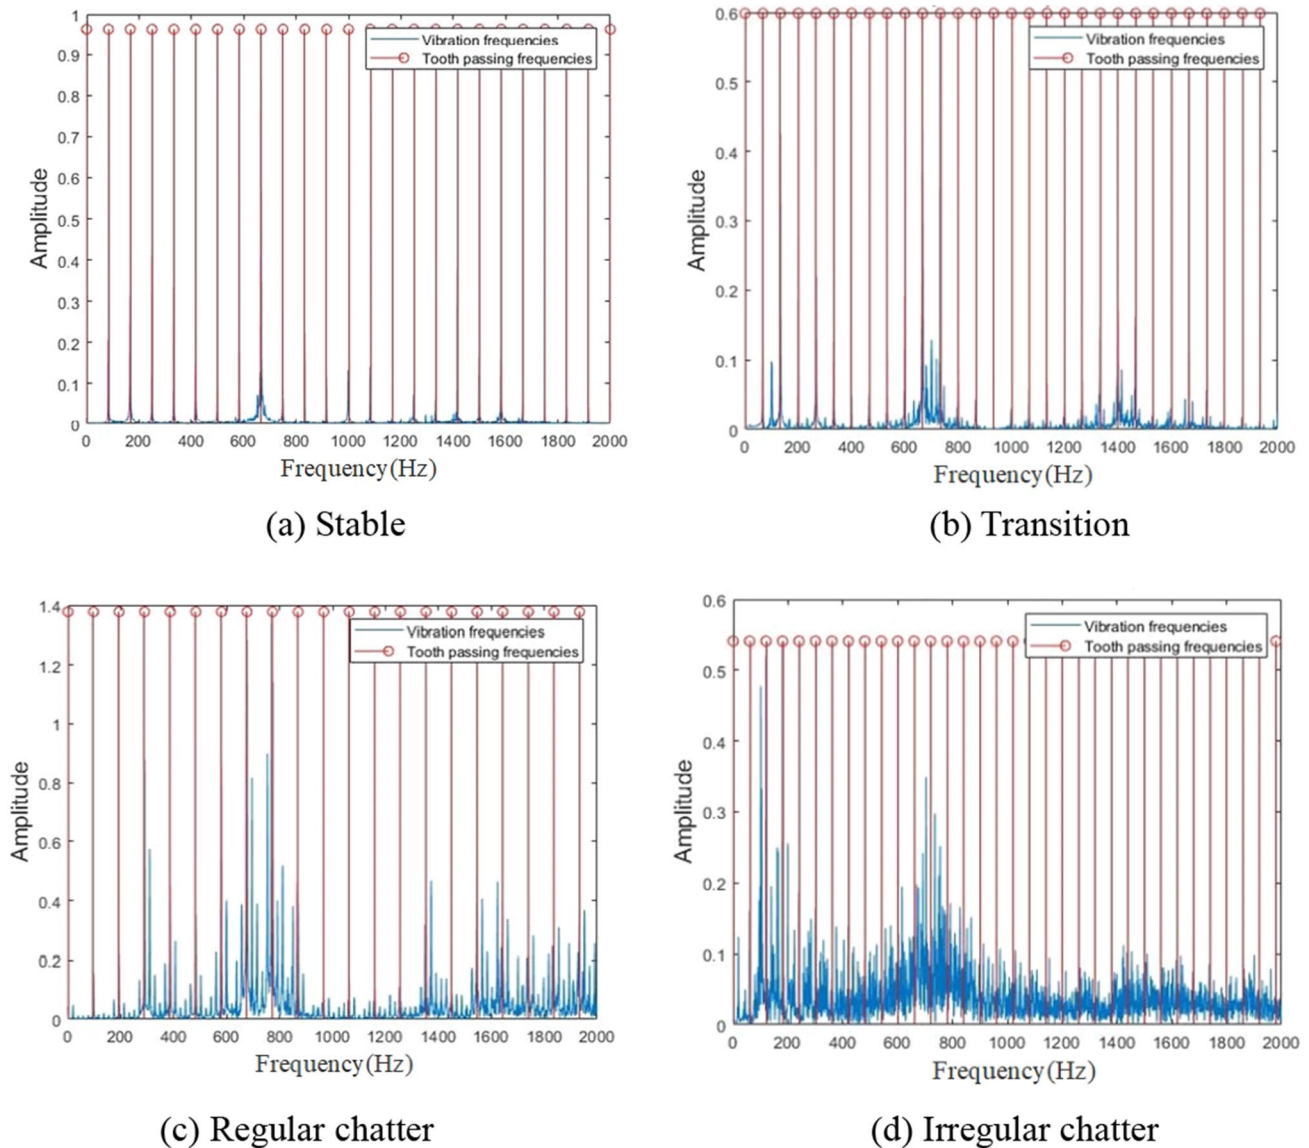 1
0.9
0.8
0.7
0.6
0.5
0.4
0.3
0.2
0.1
0
Amplitude
Vibration frequencies
Tooth passing frequencies
0 200 400 600 800 1000 1200 1400 1600 1800 2000
Frequency(Hz)
(a) Stable
0.6
0.5
0.4
0.3
0.2
0.1
0
Amplitude
Vibration frequencies
Tooth passing frequencies
0 200 400 600 800 1000 1200 1400 1600 1800 2000
Frequency(Hz)
(b) Transition
1.4
1.2
1
0.8
0.6
0.4
0.2
0
Amplitude
Vibration frequencies
Tooth passing frequencies
0 200 400 600 800 1000 1200 1400 1600 1800 2000
Frequency(Hz)
(c) Regular chatter
0.6
0.5
0.4
0.3
0.2
0.1
0
Amplitude
Vibration frequencies
Tooth passing frequencies
0 200 400 600 800 1000 1200 1400 1600 1800 2000
Frequency(Hz)
(d) Irregular chatter